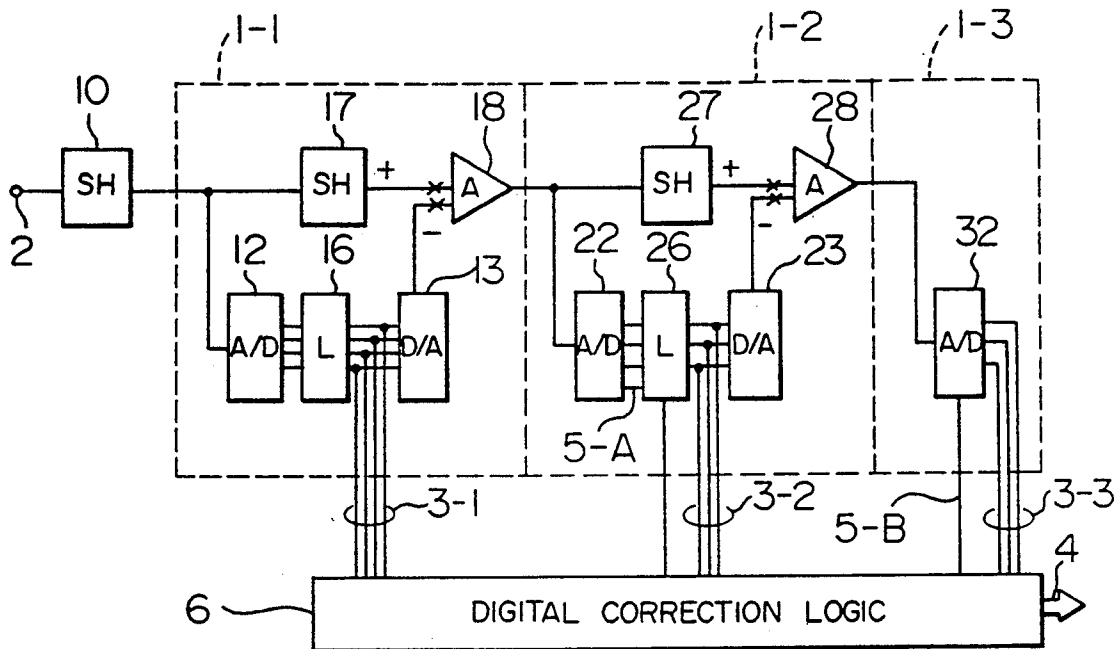 1-1
1-2
1-3
10
17
18
27
28
SH
SH
+
A
SH
+
A
2
12
16
−
13
22
26
−
23
32
A/D
L
D/A
A/D
L
D/A
A/D
5-A
3-1
3-2
5-B
3-3
4
6
DIGITAL CORRECTION LOGIC